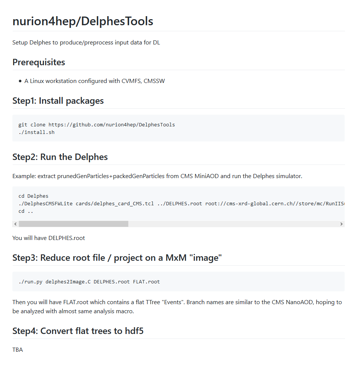 nurion4hep/DelphesTools
Setup Delphes to produce/preprocess input data for DL
Prerequisites
• A Linux workstation configured with CVMFS, CMSSW
Step1: Install packages
git clone https://github.com/nurion4hep/DelphesTools
./install.sh
Step2: Run the Delphes
Example: extract prunedGenParticles+packedGenParticles from CMS MiniAOD and run the Delphes simulator.
cd Delphes
./DelphesCMSFWLite cards/delphes_card_CMS.tcl ../DELPHES.root root://cms-xrd-global.cern.ch//store/mc/RunIISu
cd ..
You will have DELPHES.root
Step3: Reduce root file / project on a MxM "image"
./run.py delphes2Image.C DELPHES.root FLAT.root
Then you will have FLAT.root which contains a flat TTree "Events". Branch names are similar to the CMS NanoAOD, hoping to
be analyzed with almost same analysis macro.
Step4: Convert flat trees to hdf5
TBA